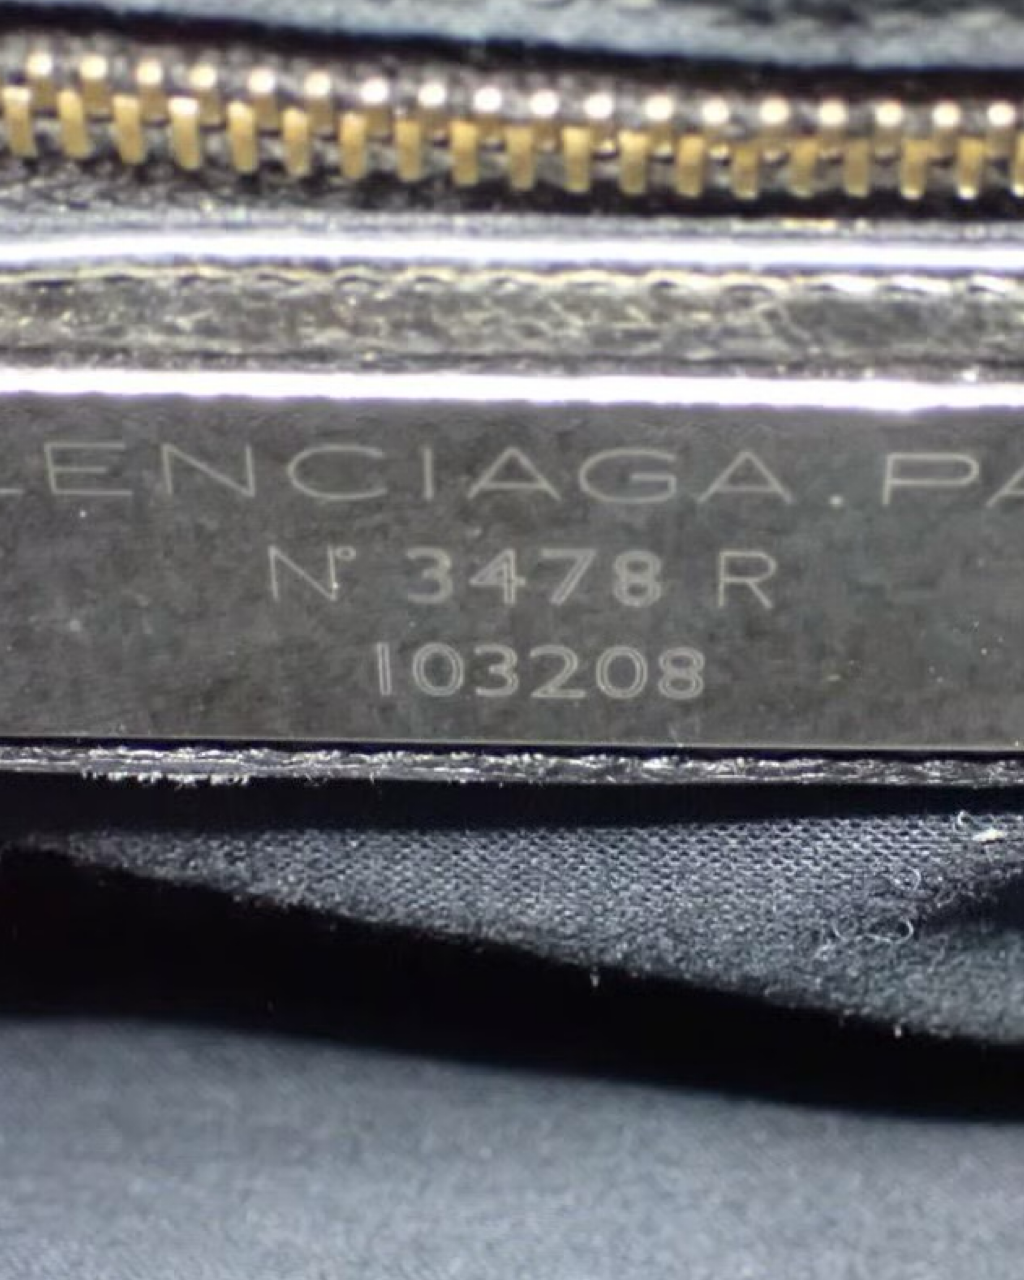 LENCIAGA.PA
N° 3478 R
103208